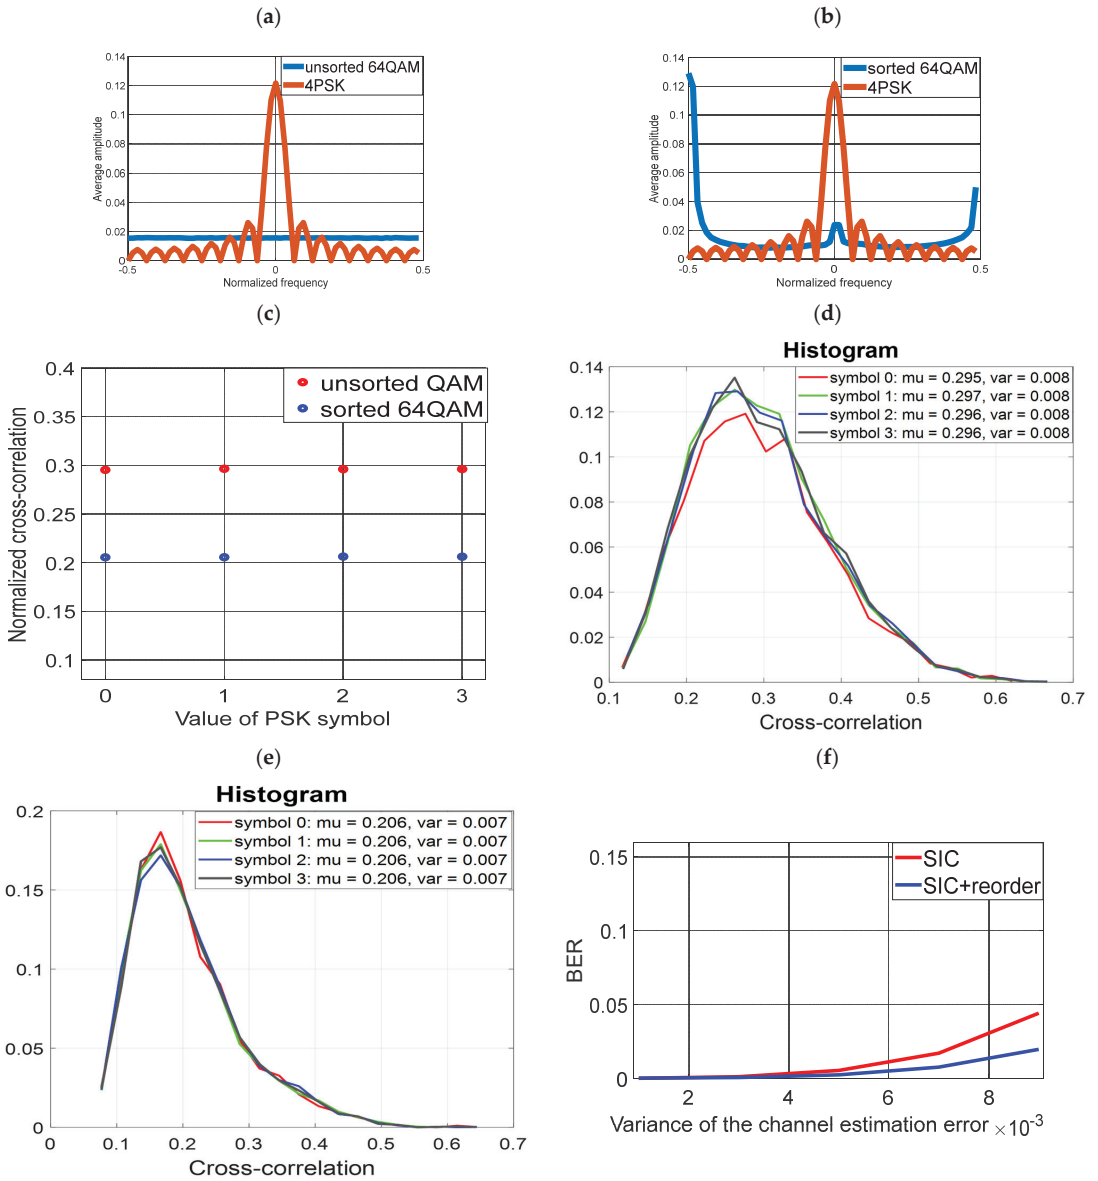 (a)
unsorted 64QAM
4PSK
Average amplitude
0.14
0.12
0.1
0.08
0.06
0.04
0.02
0
-0.5
0
0.5
Normalized frequency
(b)
sorted 64QAM
4PSK
Average amplitude
0.14
0.12
0.1
0.08
0.06
0.04
0.02
0
-0.5
0
0.5
Normalized frequency
(c)
unsorted QAM
sorted 64QAM
Normalized cross-correlation
0.4
0.35
0.3
0.25
0.2
0.15
0.1
0
1
2
3
Value of PSK symbol
(d)
Histogram
symbol 0: mu = 0.295, var = 0.008
symbol 1: mu = 0.297, var = 0.008
symbol 2: mu = 0.296, var = 0.008
symbol 3: mu = 0.296, var = 0.008
0.14
0.12
0.1
0.08
0.06
0.04
0.02
0
0.1
0.2
0.3
0.4
0.5
0.6
0.7
Cross-correlation
(e)
Histogram
symbol 0: mu = 0.206, var = 0.007
symbol 1: mu = 0.206, var = 0.007
symbol 2: mu = 0.206, var = 0.007
symbol 3: mu = 0.206, var = 0.007
0.2
0.15
0.1
0.05
0
0
0.1
0.2
0.3
0.4
0.5
0.6
0.7
Cross-correlation
(f)
SIC
SIC+reorder
BER
0.15
0.1
0.05
0
2
4
6
8
Variance of the channel estimation error ×10⁻³